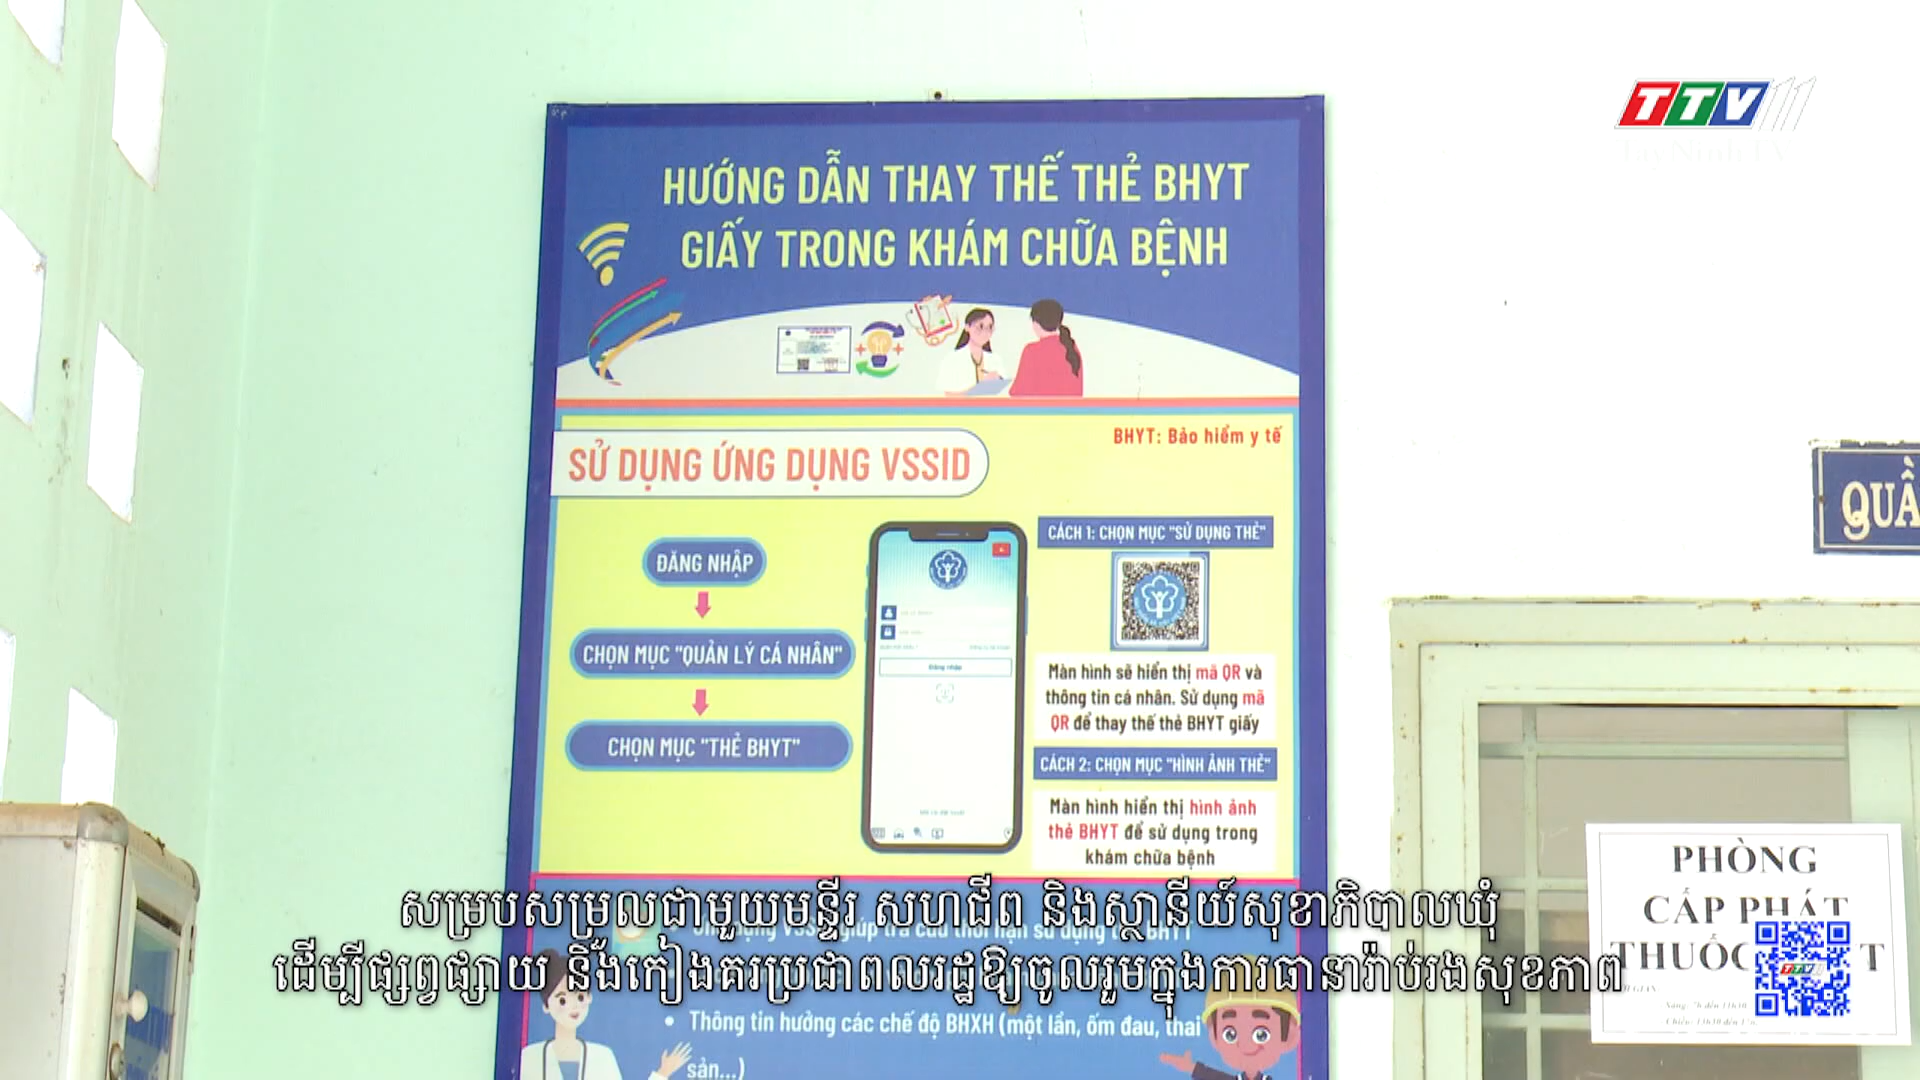 TTV11
HƯỚNG DẪN THAY THẾ THẺ BHYT
GIẤY TRONG KHÁM CHỮA BỆNH
BHYT: Bảo hiểm y tế
SỬ DỤNG ỨNG DỤNG VSSID
ĐĂNG NHẬP
CHỌN MỤC "QUẢN LÝ CÁ NHÂN"
CHỌN MỤC "THẺ BHYT"
Đăng nhập
CÁCH 1: CHỌN MỤC "SỬ DỤNG THẺ"
Màn hình sẽ hiển thị mã QR và
thông tin cá nhân. Sử dụng mã
QR để thay thế thẻ BHYT giấy
CÁCH 2: CHỌN MỤC "HÌNH ẢNH THẺ"
Màn hình hiển thị hình ảnh
thẻ BHYT để sử dụng trong
khám chữa bệnh
QUẦ
PHÒNG
CẤP PHÁT
សម្របសម្រួលជាមួយមន្ទីរ សហជីព និងស្ថានីយ៍សុខាភិបាលឃុំ
ដើម្បីផ្សព្វផ្សាយ និងកៀងគរប្រជាពលរដ្ឋឱ្យចូលរួមក្នុងការធានារ៉ាប់រងសុខភាព
• Thông tin hưởng các chế độ BHXH (một lần, ốm đau, thai
sản...)